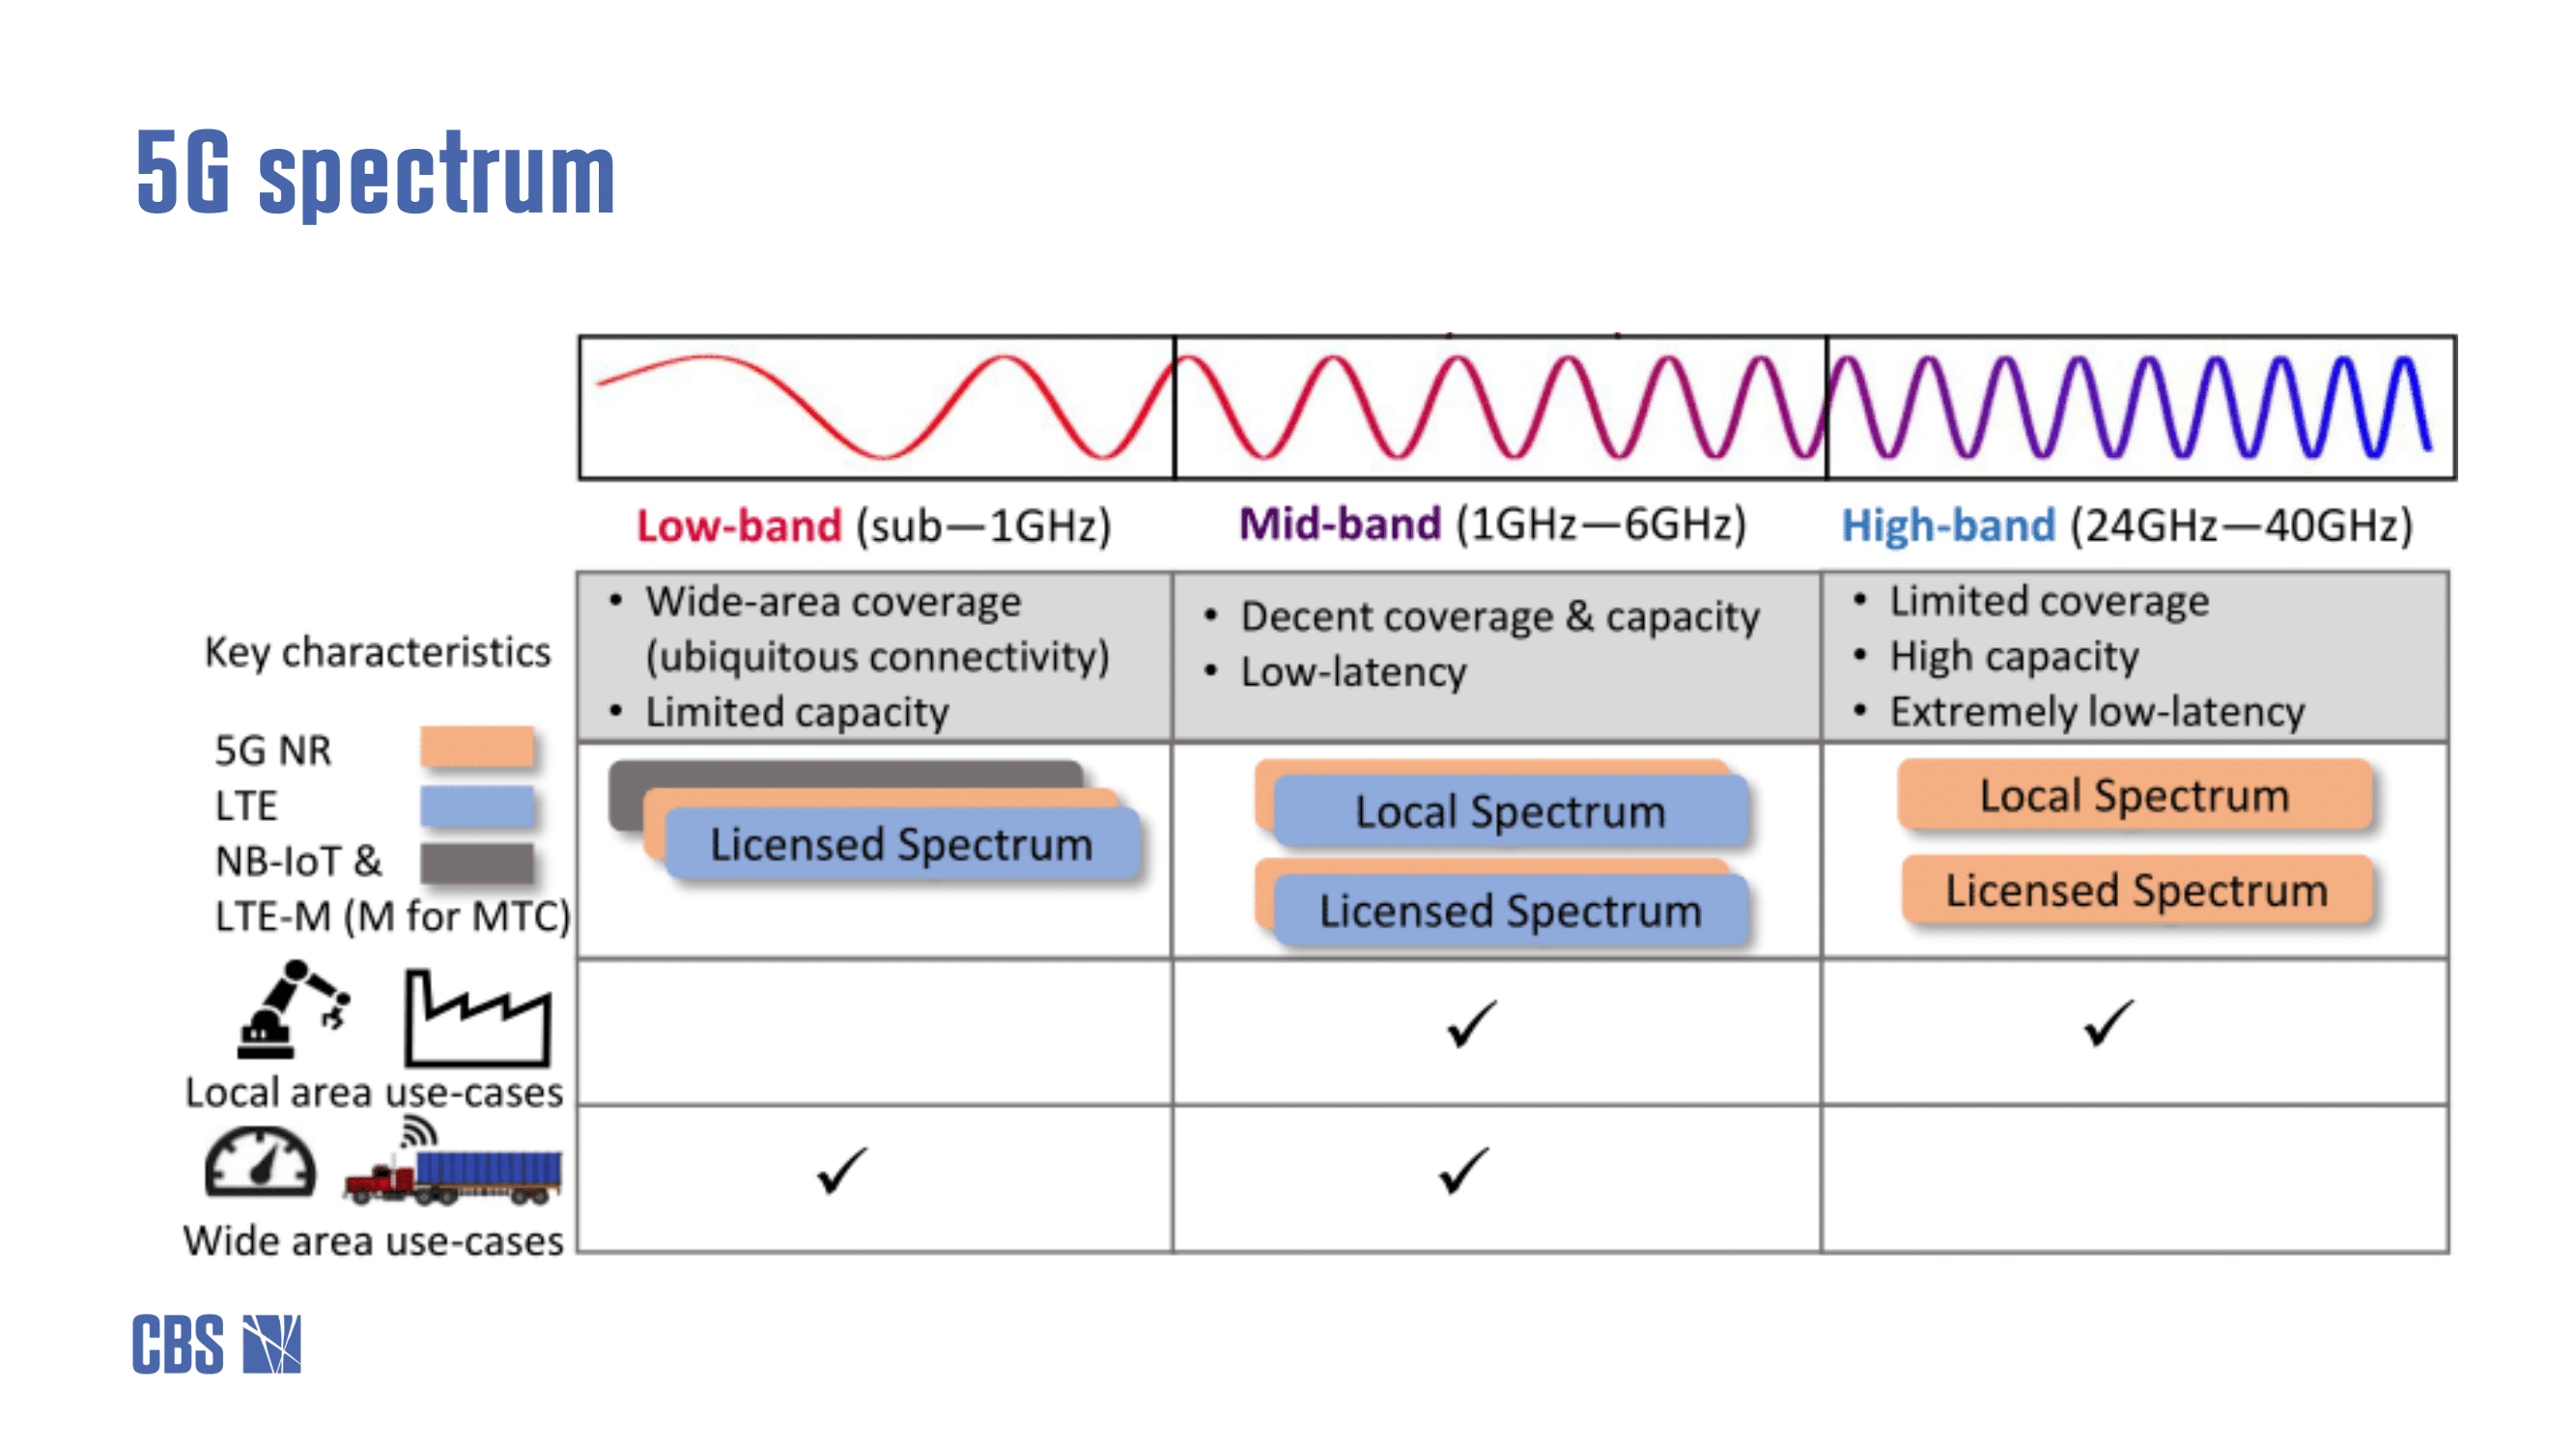 5G spectrum
Low-band (sub—1GHz)
Mid-band (1GHz—6GHz)
High-band (24GHz—40GHz)
Key characteristics
• Wide-area coverage
(ubiquitous connectivity)
• Limited capacity
• Decent coverage & capacity
• Low-latency
• Limited coverage
• High capacity
• Extremely low-latency
5G NR
LTE
NB-IoT &
LTE-M (M for MTC)
Licensed Spectrum
Local Spectrum
Licensed Spectrum
Local Spectrum
Licensed Spectrum
Local area use-cases
Wide area use-cases
CBS